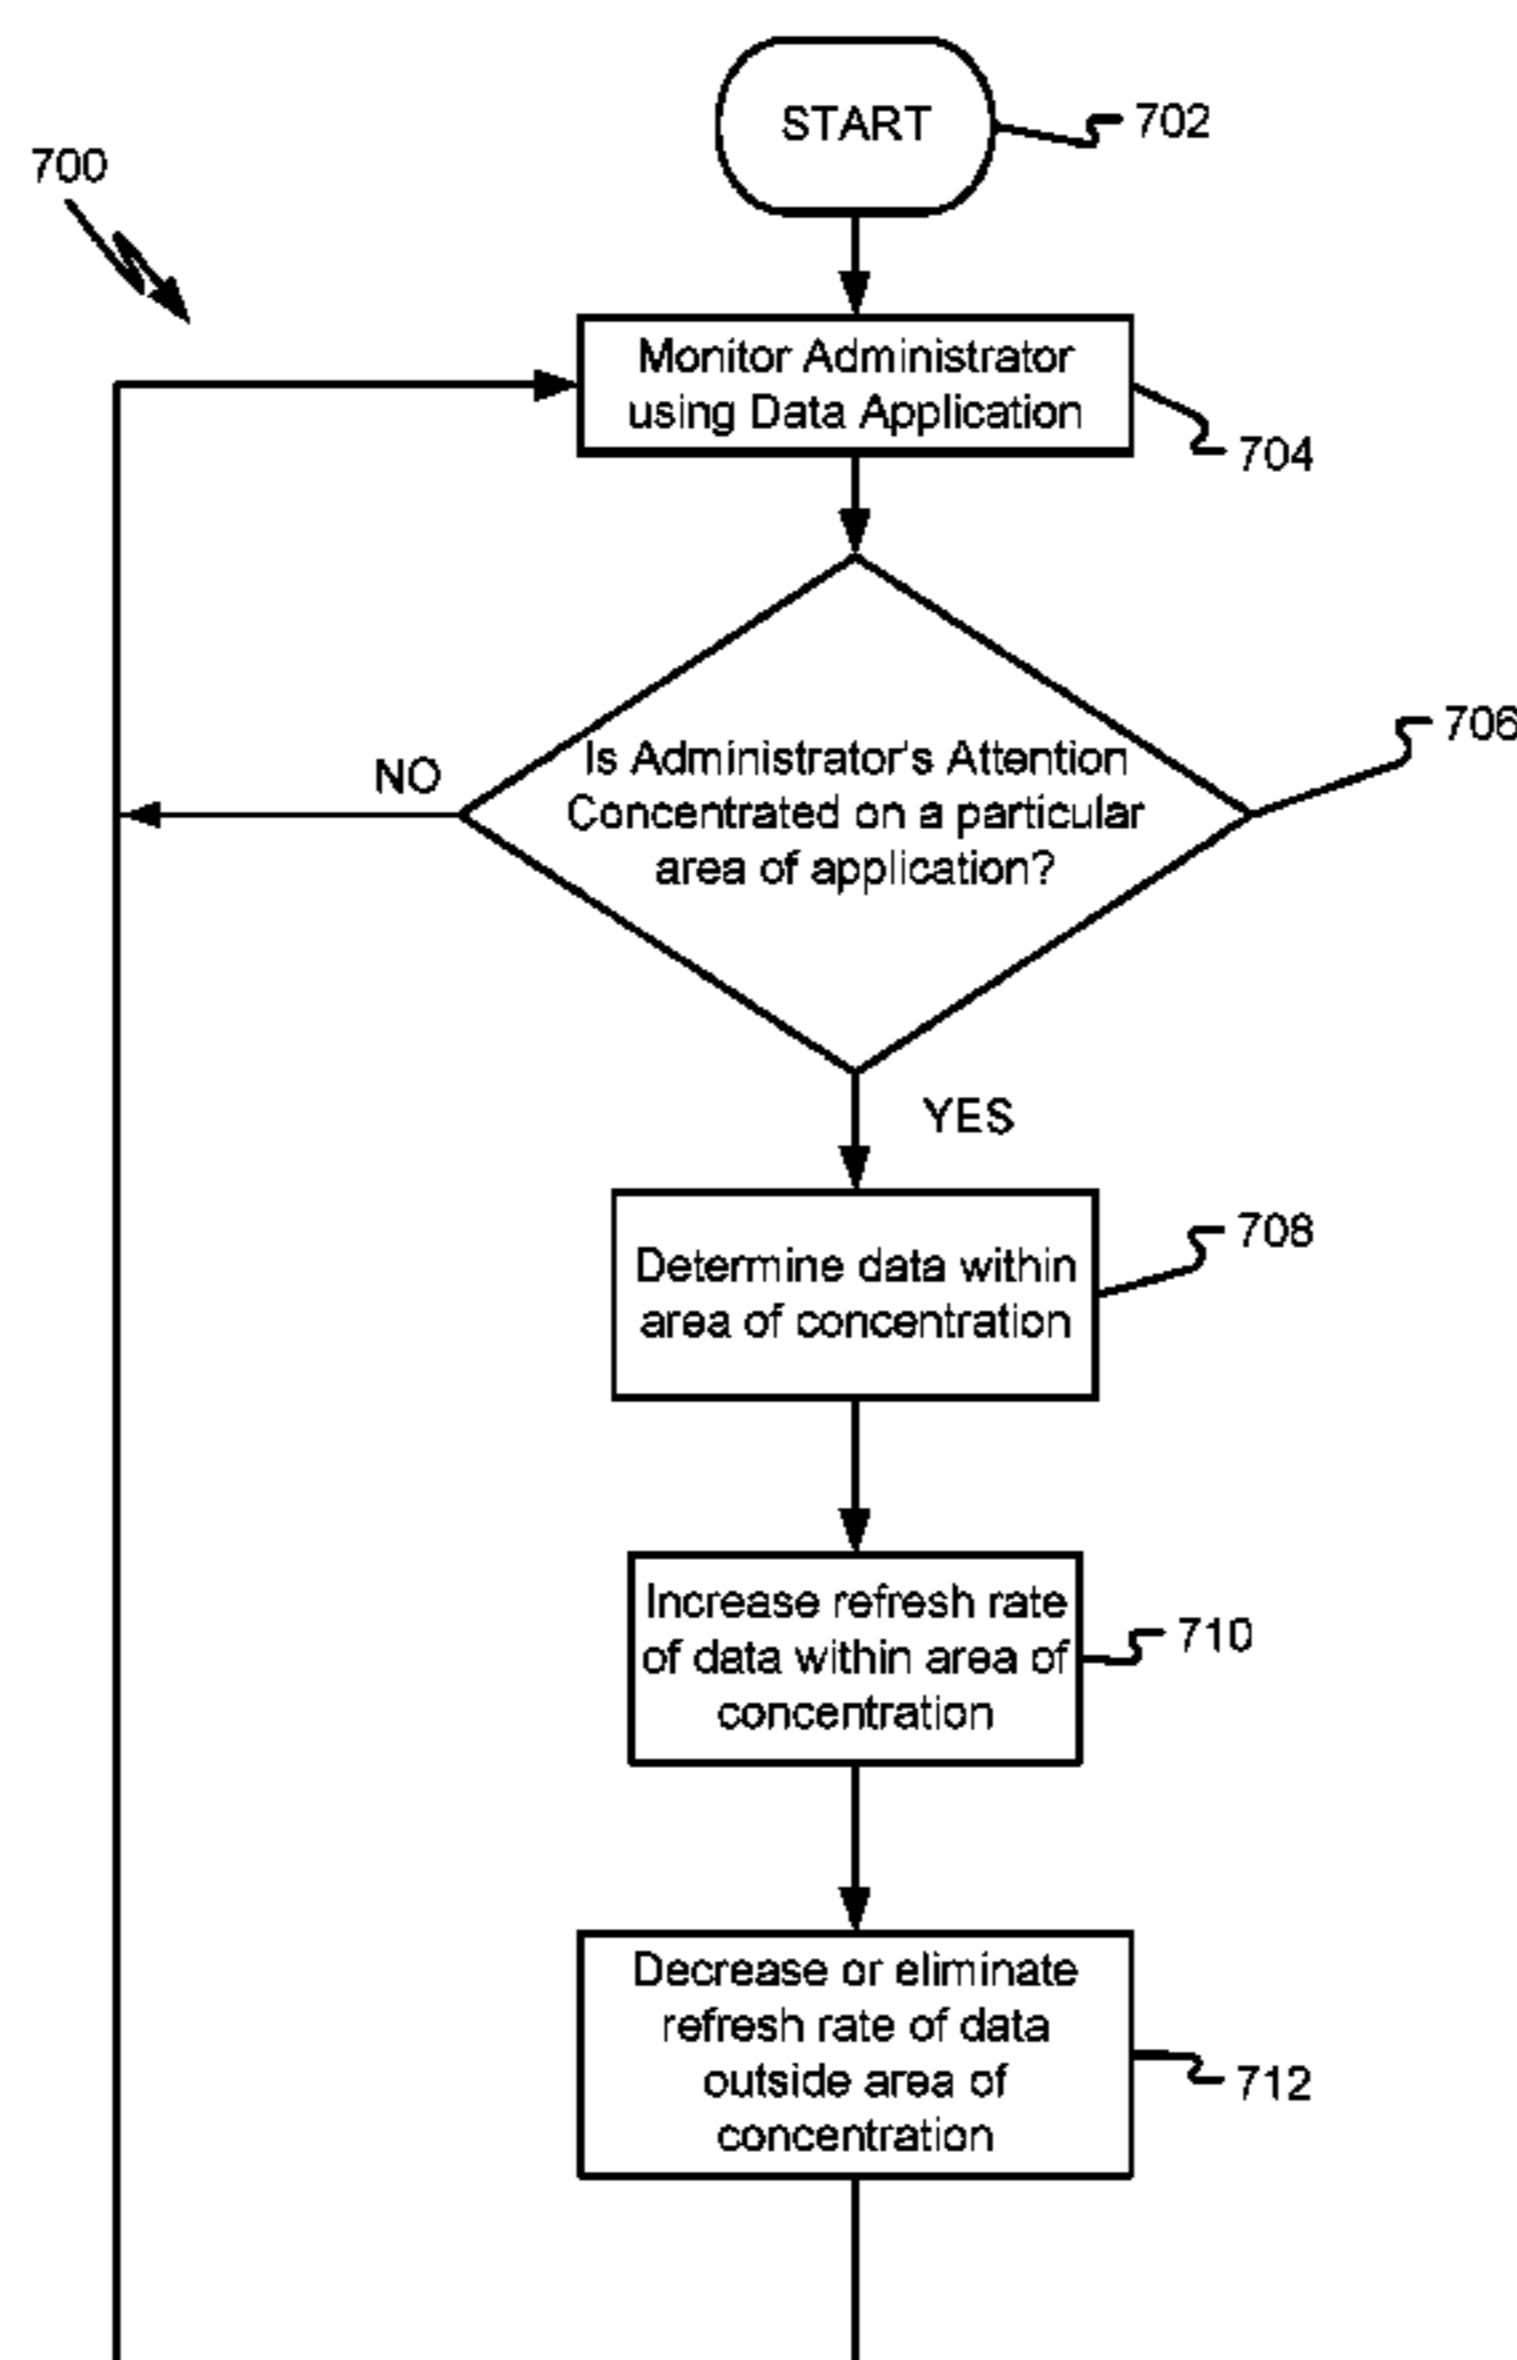 START
702
700
Monitor Administrator
using Data Application
704
706
NO
Is Administrator's Attention
Concentrated on a particular
area of application?
YES
708
Determine data within
area of concentration
Increase refresh rate
of data within area of
concentration
710
Decrease or eliminate
refresh rate of data
outside area of
concentration
712